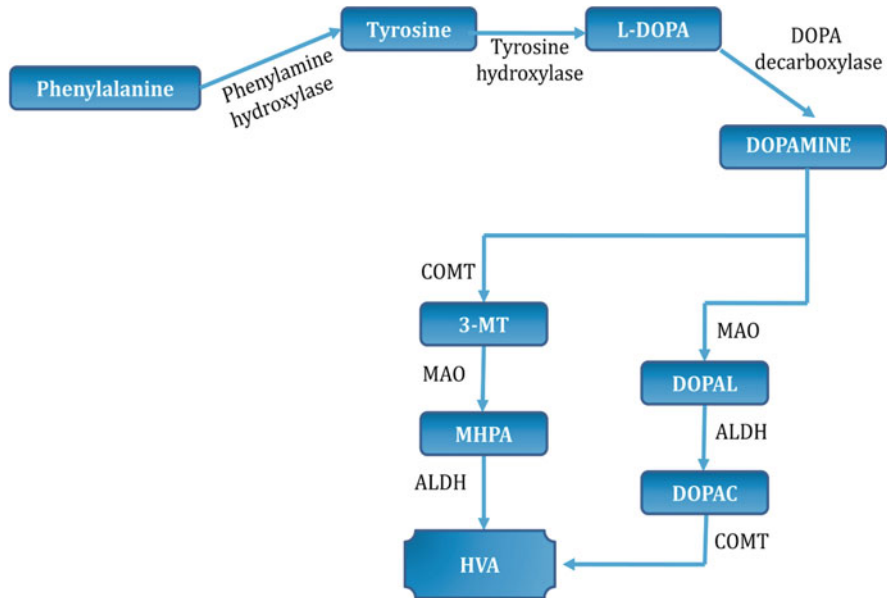 Phenylalanine
Phenylamine
hydroxylase
Tyrosine
Tyrosine
hydroxylase
L-DOPA
DOPA
decarboxylase
DOPAMINE
COMT
3-MT
MAO
MHPA
ALDH
HVA
MAO
DOPAL
ALDH
DOPAC
COMT